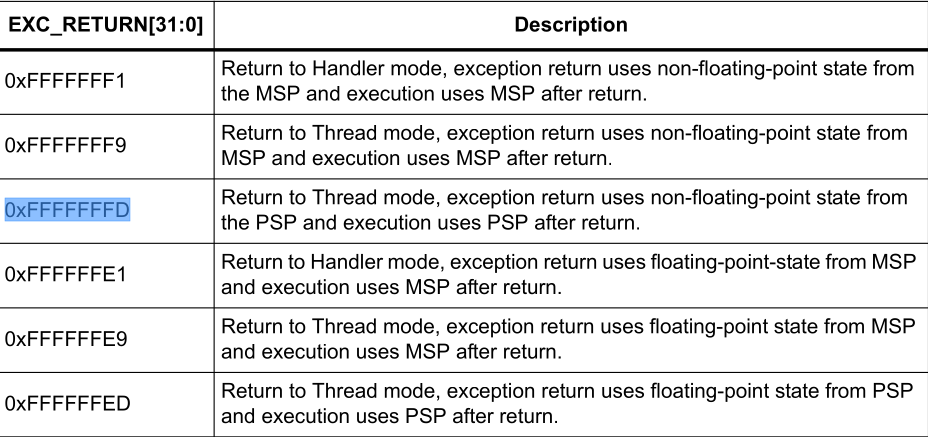 EXC_RETURN[31:0] Description
0xFFFFFFF1 Return to Handler mode, exception return uses non-floating-point state from
the MSP and execution uses MSP after return.
0xFFFFFFF9 Return to Thread mode, exception return uses non-floating-point state from
MSP and execution uses MSP after return.
0xFFFFFFFD Return to Thread mode, exception return uses non-floating-point state from
the PSP and execution uses PSP after return.
0xFFFFFFE1 Return to Handler mode, exception return uses floating-point-state from MSP
and execution uses MSP after return.
0xFFFFFFE9 Return to Thread mode, exception return uses floating-point state from MSP
and execution uses MSP after return.
0xFFFFFFED Return to Thread mode, exception return uses floating-point state from PSP
and execution uses PSP after return.